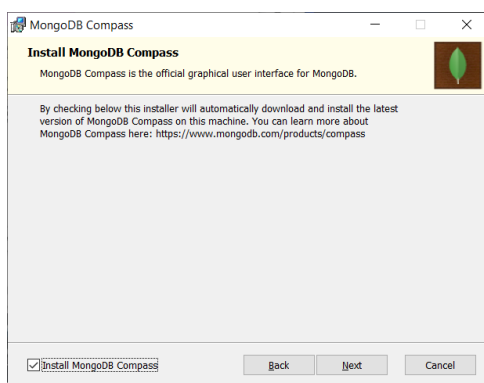 MongoDB Compass
Install MongoDB Compass
MongoDB Compass is the official graphical user interface for MongoDB.
By checking below this installer will automatically download and install the latest
version of MongoDB Compass on this machine. You can learn more about
MongoDB Compass here: https://www.mongodb.com/products/compass
Install MongoDB Compass
Back
Next
Cancel